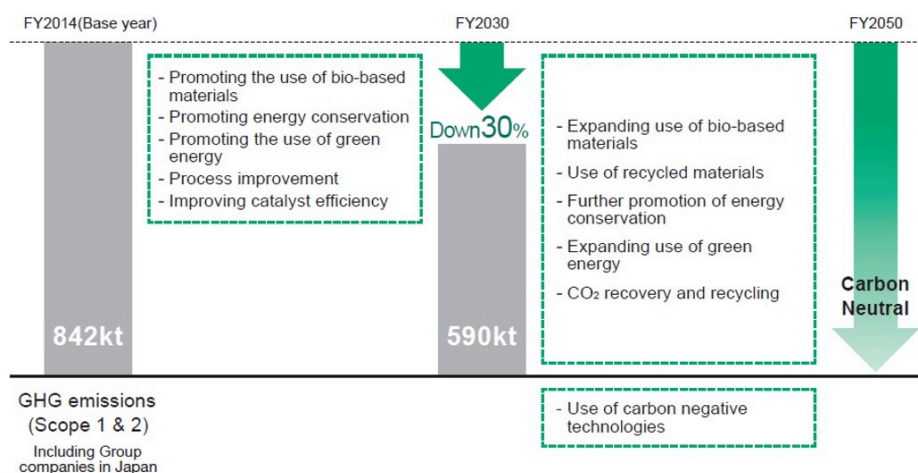 FY2014(Base year)
FY2030
FY2050
- Promoting the use of bio-based
materials
- Promoting energy conservation
- Promoting the use of green
energy
- Process improvement
- Improving catalyst efficiency
Down30%
- Expanding use of bio-based
materials
- Use of recycled materials
- Further promotion of energy
conservation
- Expanding use of green
energy
- CO₂ recovery and recycling
Carbon
Neutral
842kt
590kt
GHG emissions
(Scope 1 & 2)
Including Group
companies in Japan
- Use of carbon negative
technologies